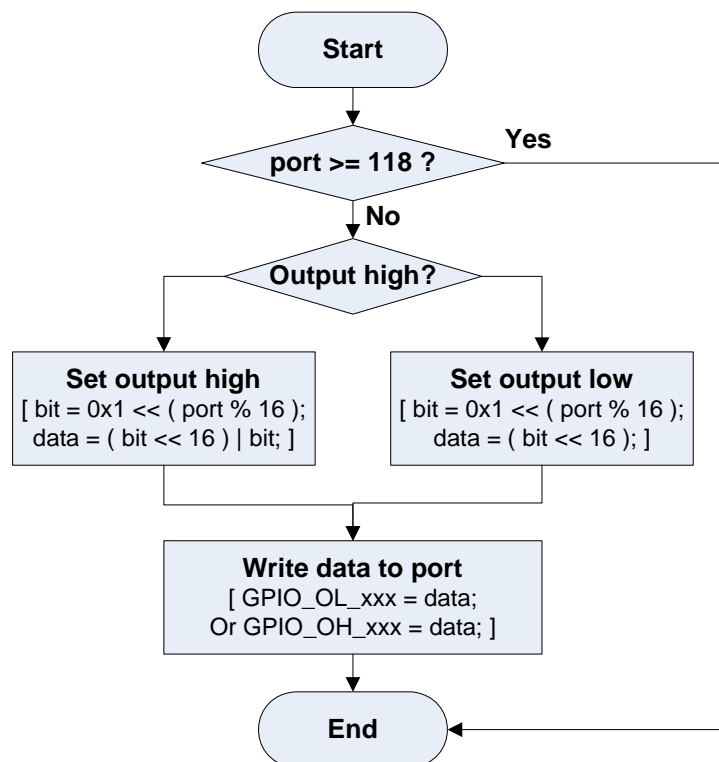 Start
port >= 118 ?
Yes
No
Output high?
Set output high
[ bit = 0x1 << ( port % 16 );
data = ( bit << 16 ) | bit; ]
Set output low
[ bit = 0x1 << ( port % 16 );
data = ( bit << 16 ); ]
Write data to port
[ GPIO_OL_xxx = data;
Or GPIO_OH_xxx = data; ]
End